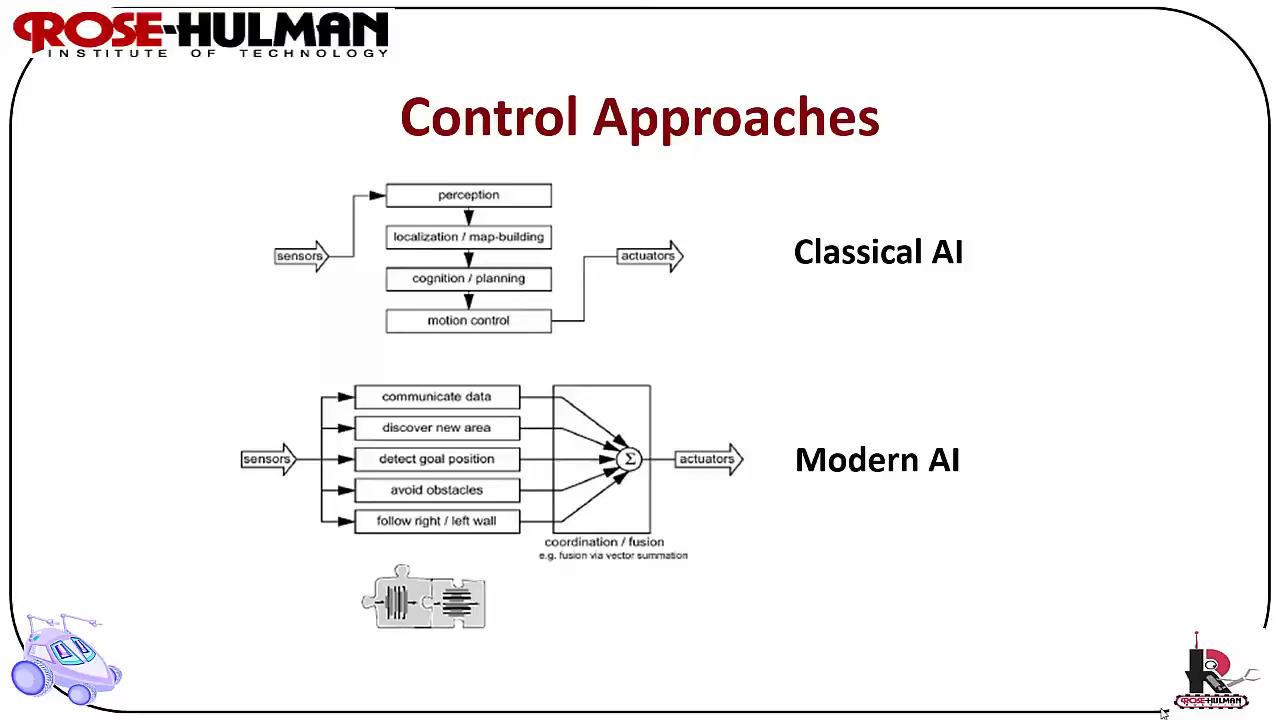 ROSE-HULMAN
INSTITUTE OF TECHNOLOGY
Control Approaches
perception
localization / map-building
sensors
actuators
Classical AI
cognition / planning
motion control
communicate data
discover new area
sensors
detect goal position
Σ
actuators
Modern AI
avoid obstacles
follow right / left wall
coordination / fusion
e.g. fusion via vector summation
R
ROSE-HULMAN